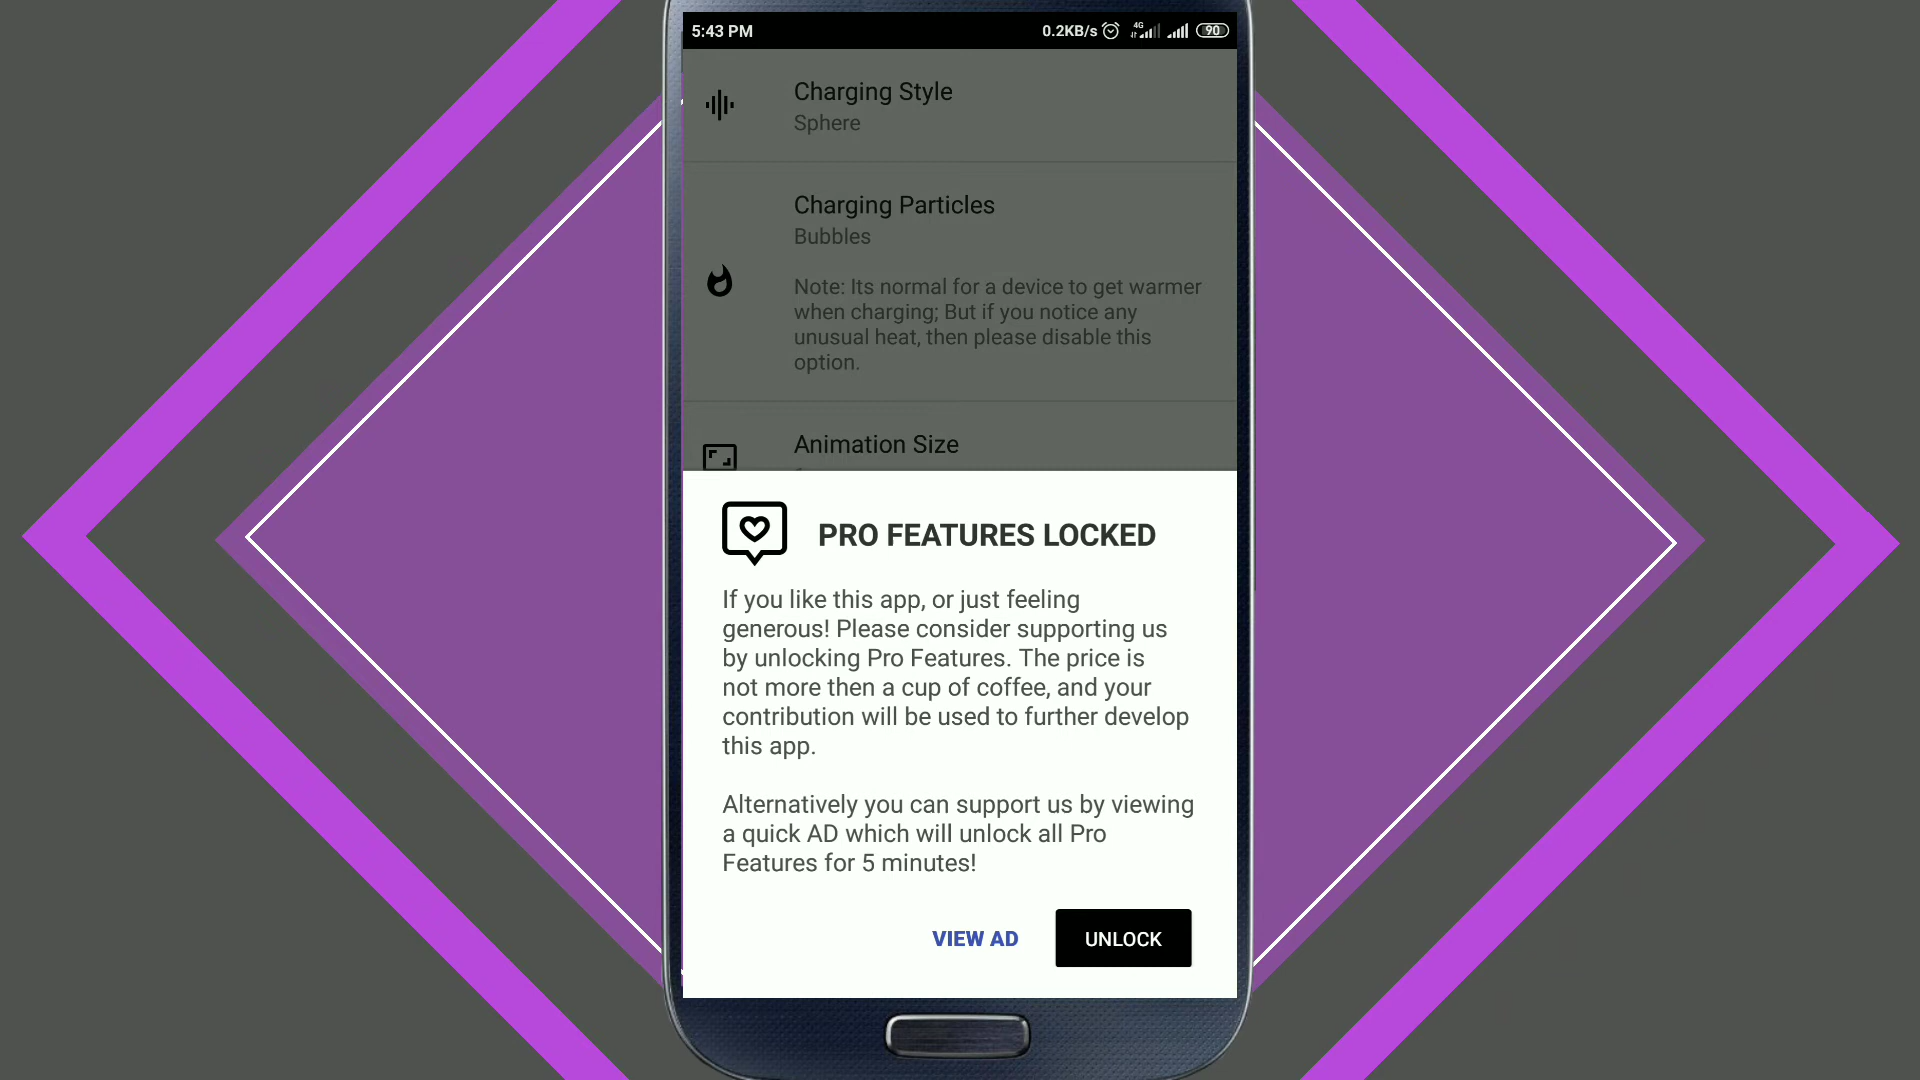 5:43 PM
0.2KB/s
4G
90
Charging Style
Sphere
Charging Particles
Bubbles
Note: Its normal for a device to get warmer
when charging; But if you notice any
unusual heat, then please disable this
option.
Animation Size
PRO FEATURES LOCKED
If you like this app, or just feeling
generous! Please consider supporting us
by unlocking Pro Features. The price is
not more then a cup of coffee, and your
contribution will be used to further develop
this app.
Alternatively you can support us by viewing
a quick AD which will unlock all Pro
Features for 5 minutes!
VIEW AD
UNLOCK